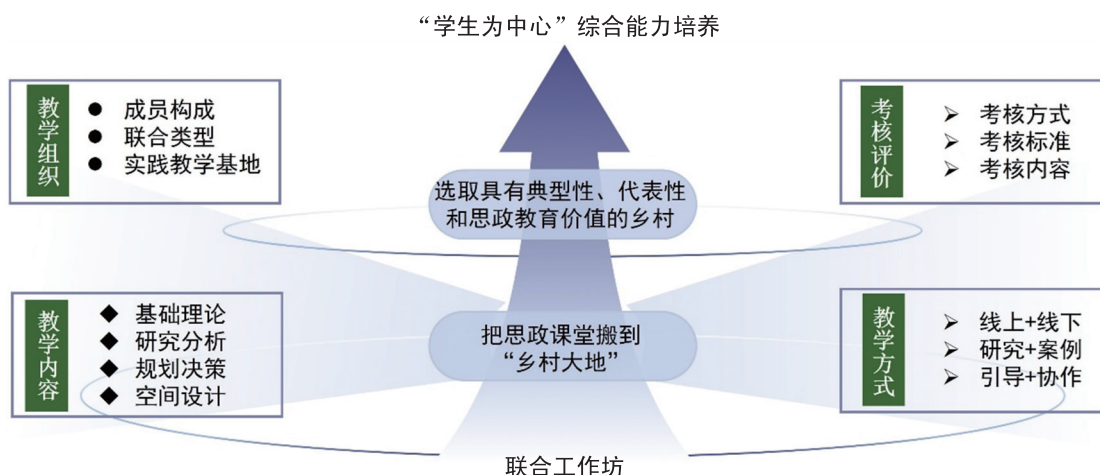 “学生为中心”综合能力培养
教学组织
● 成员构成
● 联合类型
● 实践教学基地
考核评价
➢ 考核方式
➢ 考核标准
➢ 考核内容
选取具有典型性、代表性
和思政教育价值的乡村
教学内容
◆ 基础理论
◆ 研究分析
◆ 规划决策
◆ 空间设计
把思政课堂搬到
“乡村大地”
教学方式
➢ 线上+线下
➢ 研究+案例
➢ 引导+协作
联合工作坊